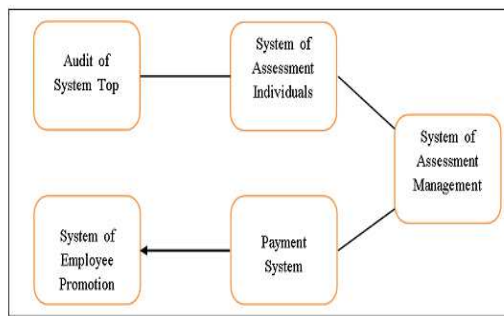 Audit of
System Top
System of
Assessment
Individuals
System of
Assessment
Management
System of
Employee
Promotion
Payment
System